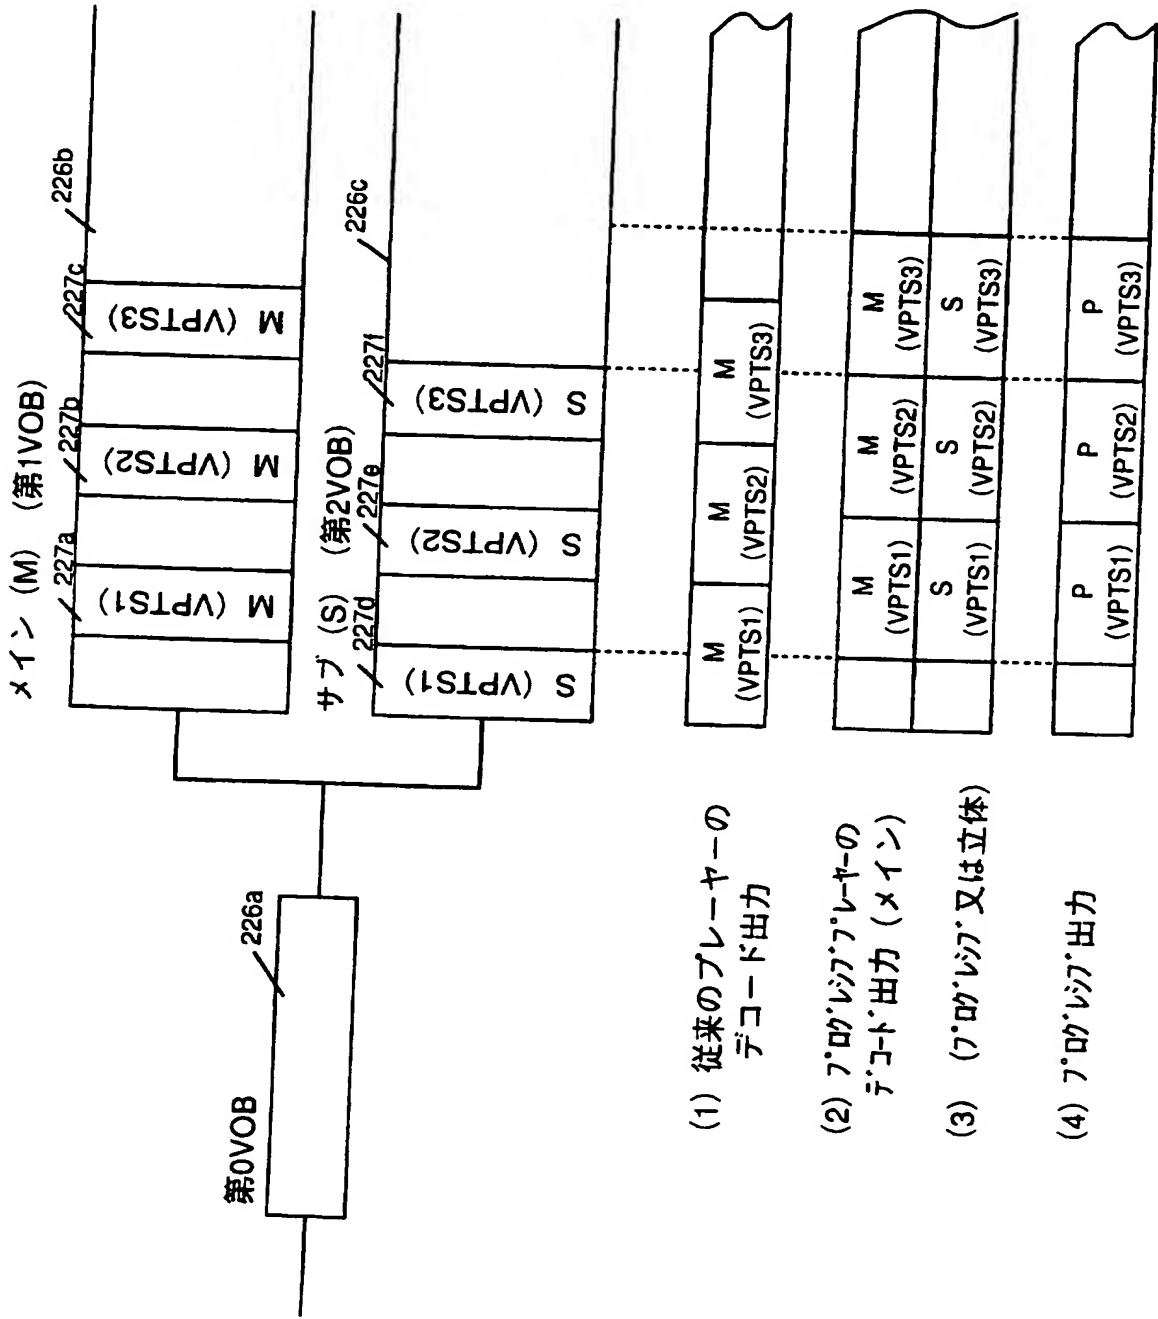 第0VOB
226a
メイン (M) (第1VOB)
227a
227b
227c
226b
M (VPTS1)
M (VPTS2)
M (VPTS3)
サブ (S) (第2VOB)
227d
227e
227f
226c
S (VPTS1)
S (VPTS2)
S (VPTS3)
(1) 従来のプレーヤーの
デコード出力
M
(VPTS1)
M
(VPTS2)
M
(VPTS3)
(2) プログレシブプレーヤーの
デコード出力 (メイン)
M
(VPTS1)
M
(VPTS2)
M
(VPTS3)
(3) (プログレシブ又は立体)
S
(VPTS1)
S
(VPTS2)
S
(VPTS3)
(4) プログレシブ出力
P
(VPTS1)
P
(VPTS2)
P
(VPTS3)